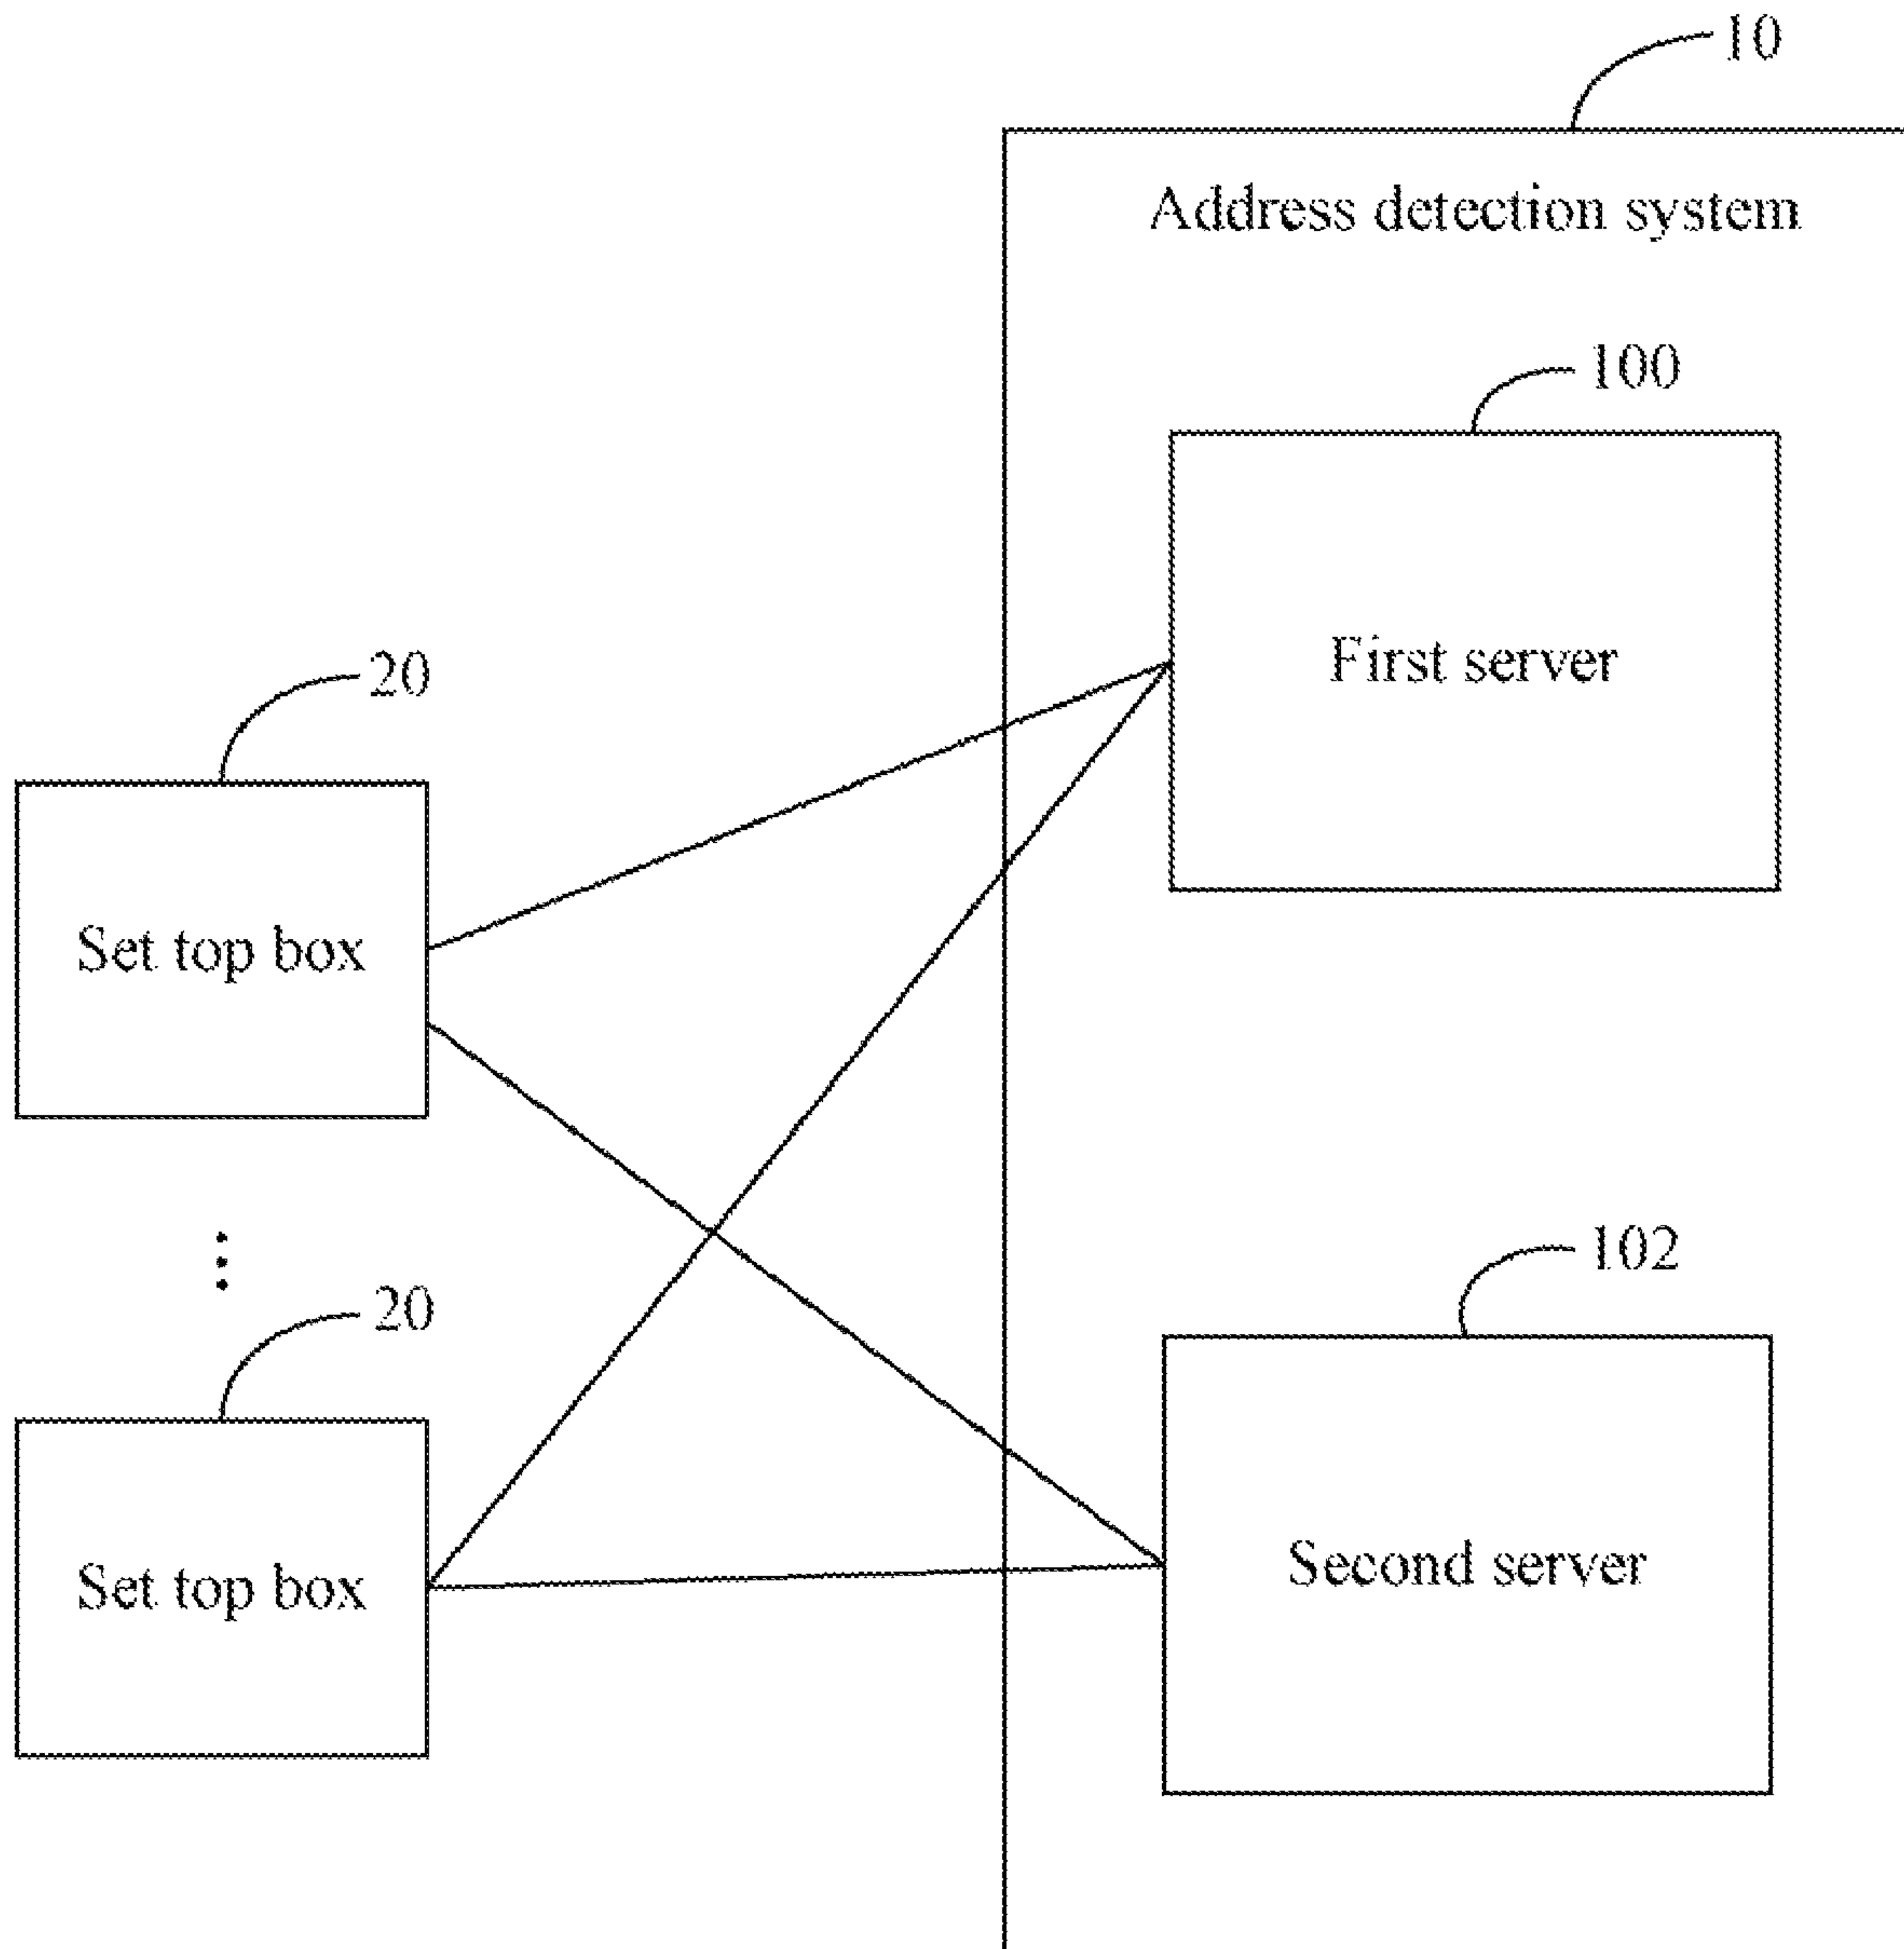 10
Address detection system
100
First server
20
Set top box
102
20
Second server
Set top box